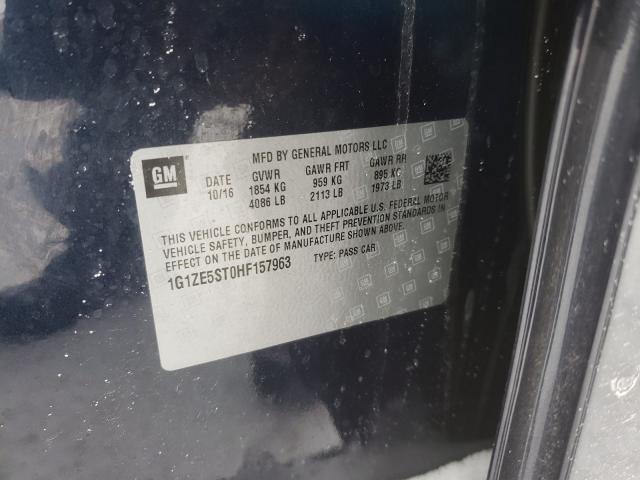 GM
MFD BY GENERAL MOTORS LLC
DATE GVWR GAWR FRT GAWR RR
10/16 1854 KG 959 KG 895 KG
4086 LB 2113 LB 1973 LB
THIS VEHICLE CONFORMS TO ALL APPLICABLE U.S. FEDERAL MOTOR
VEHICLE SAFETY, BUMPER, AND THEFT PREVENTION STANDARDS IN
EFFECT ON THE DATE OF MANUFACTURE SHOWN ABOVE.
1G1ZE5ST0HF157963 TYPE: PASS CAR